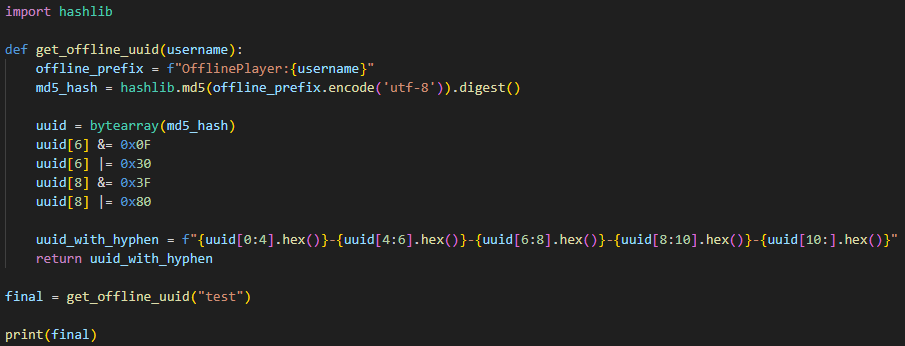 import hashlib

def get_offline_uuid(username):
    offline_prefix = f"OfflinePlayer:{username}"
    md5_hash = hashlib.md5(offline_prefix.encode('utf-8')).digest()

    uuid = bytearray(md5_hash)
    uuid[6] &= 0x0F
    uuid[6] |= 0x30
    uuid[8] &= 0x3F
    uuid[8] |= 0x80

    uuid_with_hyphen = f"{uuid[0:4].hex()}-{uuid[4:6].hex()}-{uuid[6:8].hex()}-{uuid[8:10].hex()}-{uuid[10:].hex()}"
    return uuid_with_hyphen

final = get_offline_uuid("test")

print(final)